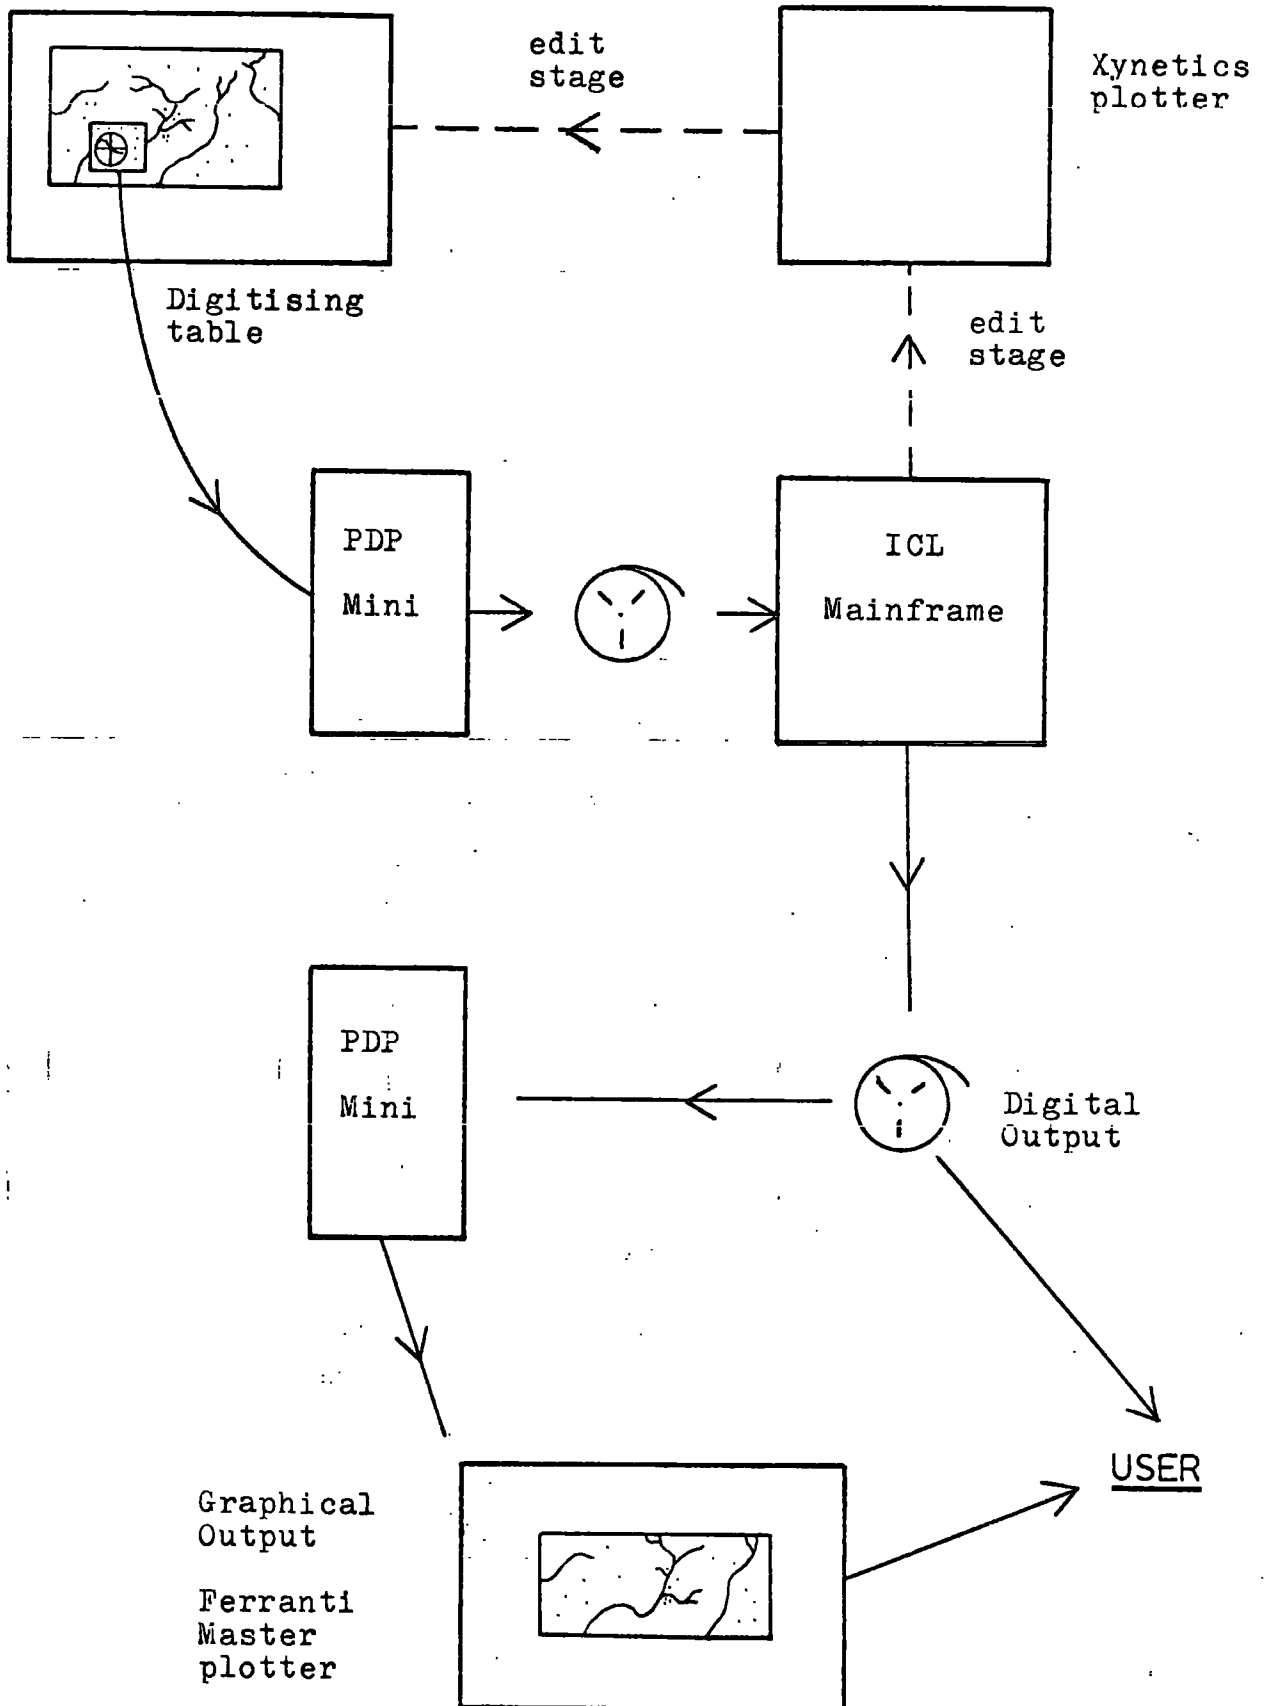 edit
stage
Xynetics
plotter
Digitising
table
edit
stage
PDP
Mini
ICL
Mainframe
PDP
Mini
Digital
Output
USER
Graphical
Output
Ferranti
Master
plotter